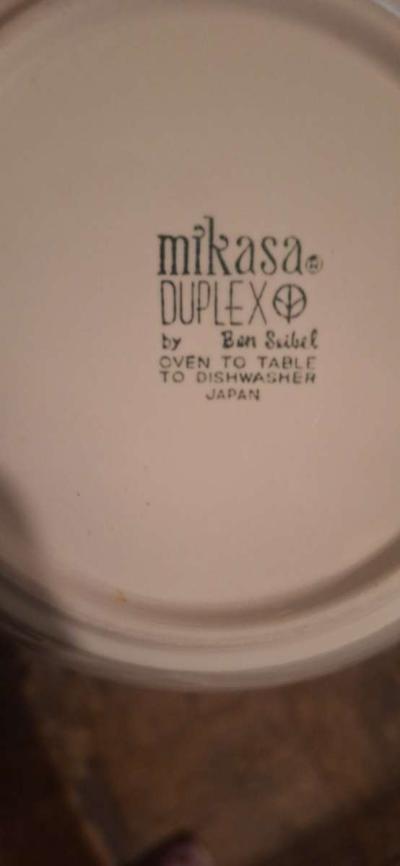 mikasa®
DUPLEX
by Ben Seibel
OVEN TO TABLE
TO DISHWASHER
JAPAN